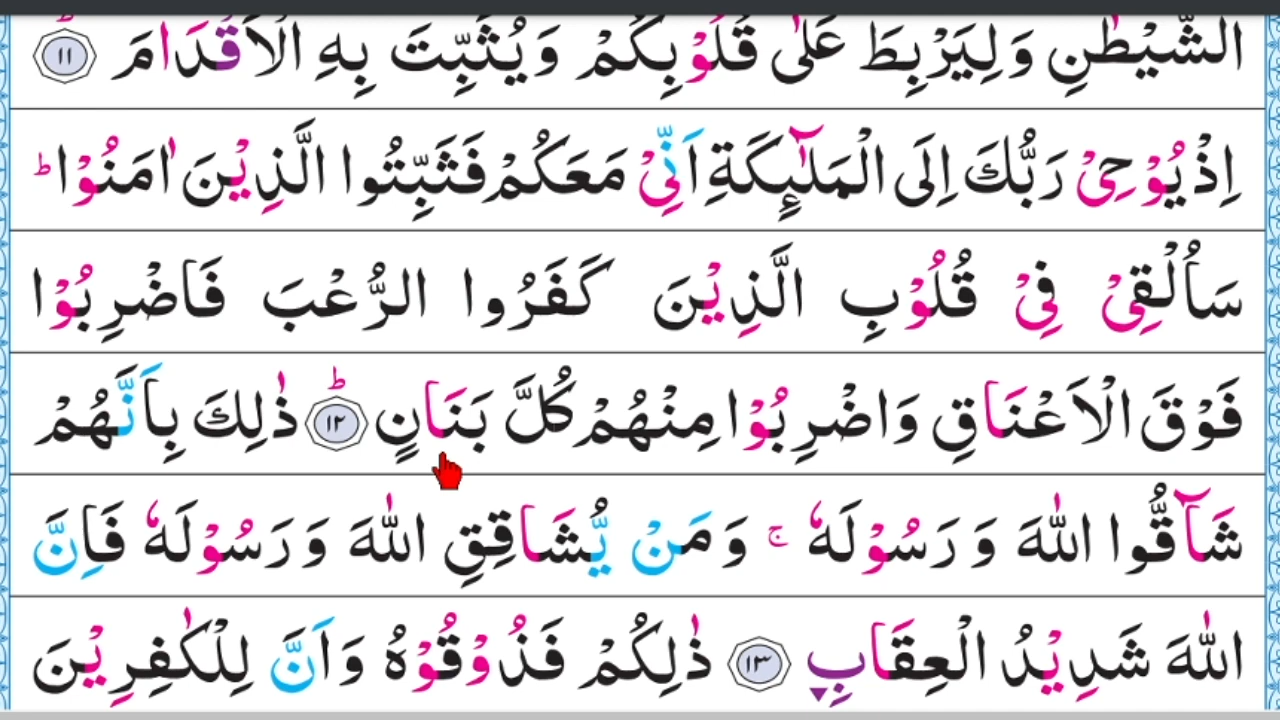 الشَّيْطٰنِ وَلِيَرْبِطَ عَلٰى قُلُوْبِكُمْ وَيُثَبِّتَ بِهِ الْاَقْدَامَ ؕ ١١
اِذْ يُوْحِىْ رَبُّكَ اِلَى الْمَلٰٓئِكَةِ اَنِّىْ مَعَكُمْ فَثَبِّتُوا الَّذِيْنَ اٰمَنُوْا ؕ
سَاُلْقِىْ فِىْ قُلُوْبِ الَّذِيْنَ كَفَرُوا الرُّعْبَ فَاضْرِبُوْا
فَوْقَ الْاَعْنَاقِ وَاضْرِبُوْا مِنْهُمْ كُلَّ بَنَانٍ ؕ ١٢ ذٰلِكَ بِاَنَّهُمْ
شَآقُّوا اللّٰهَ وَرَسُوْلَهٗ ۚ وَمَنْ يُّشَاقِقِ اللّٰهَ وَرَسُوْلَهٗ فَاِنَّ
اللّٰهَ شَدِيْدُ الْعِقَابِ ١٣ ذٰلِكُمْ فَذُوْقُوْهُ وَاَنَّ لِلْكٰفِرِيْنَ